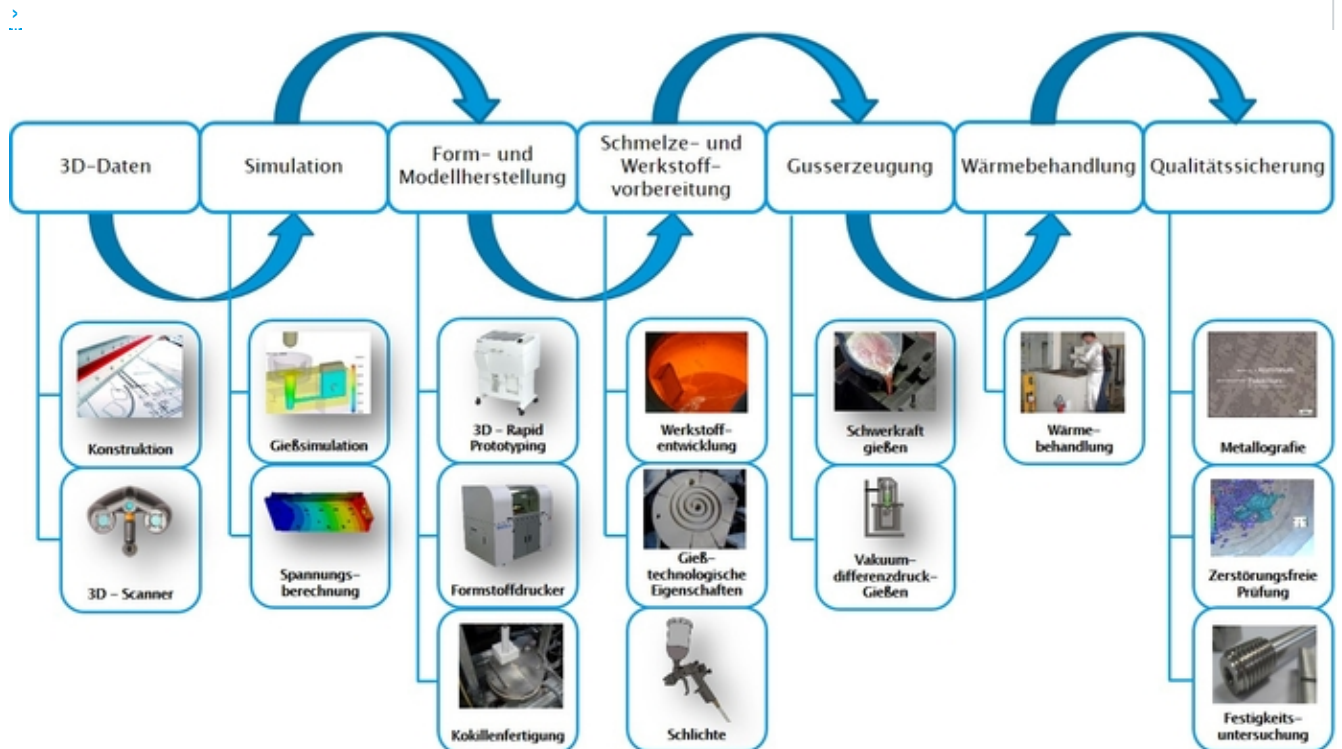 3D-Daten
Simulation
Form- und
Modellherstellung
Schmelze- und
Werkstoff-
vorbereitung
Gusserzeugung
Wärmebehandlung
Qualitätssicherung
Konstruktion
Gießsimulation
3D – Rapid
Prototyping
Werkstoff-
entwicklung
Schwerkraft
gießen
Wärme-
behandlung
Metallografie
3D – Scanner
Spannungs-
berechnung
Formstoffdrucker
Gieß-
technologische
Eigenschaften
Vakuum-
differenzdruck-
Gießen
Zerstörungsfreie
Prüfung
Kokillenfertigung
Schlichte
Festigkeits-
untersuchung